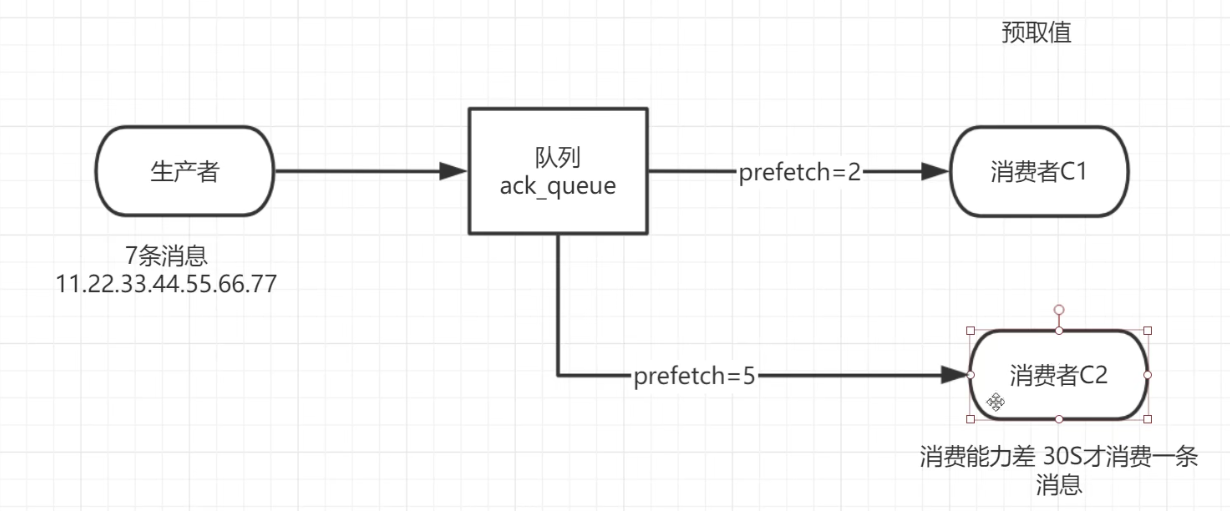 预取值
生产者
队列
ack_queue
prefetch=2
消费者C1
7条消息
11.22.33.44.55.66.77
prefetch=5
消费者C2
消费能力差 30S才消费一条
消息